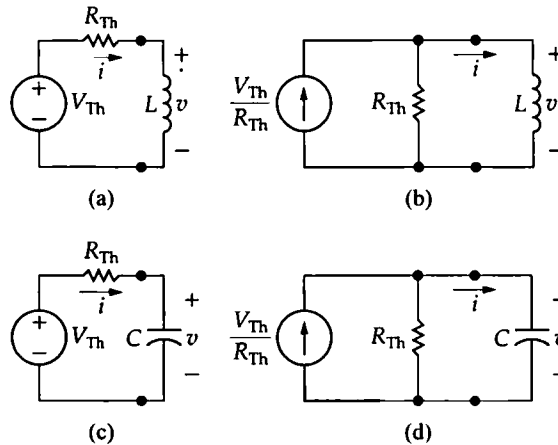 R_Th
i
+
−
V_Th
L
+
v
−
(a)
V_Th
R_Th
R_Th
i
L
+
v
−
(b)
R_Th
i
+
−
V_Th
C
+
v
−
(c)
V_Th
R_Th
R_Th
i
C
+
v
−
(d)